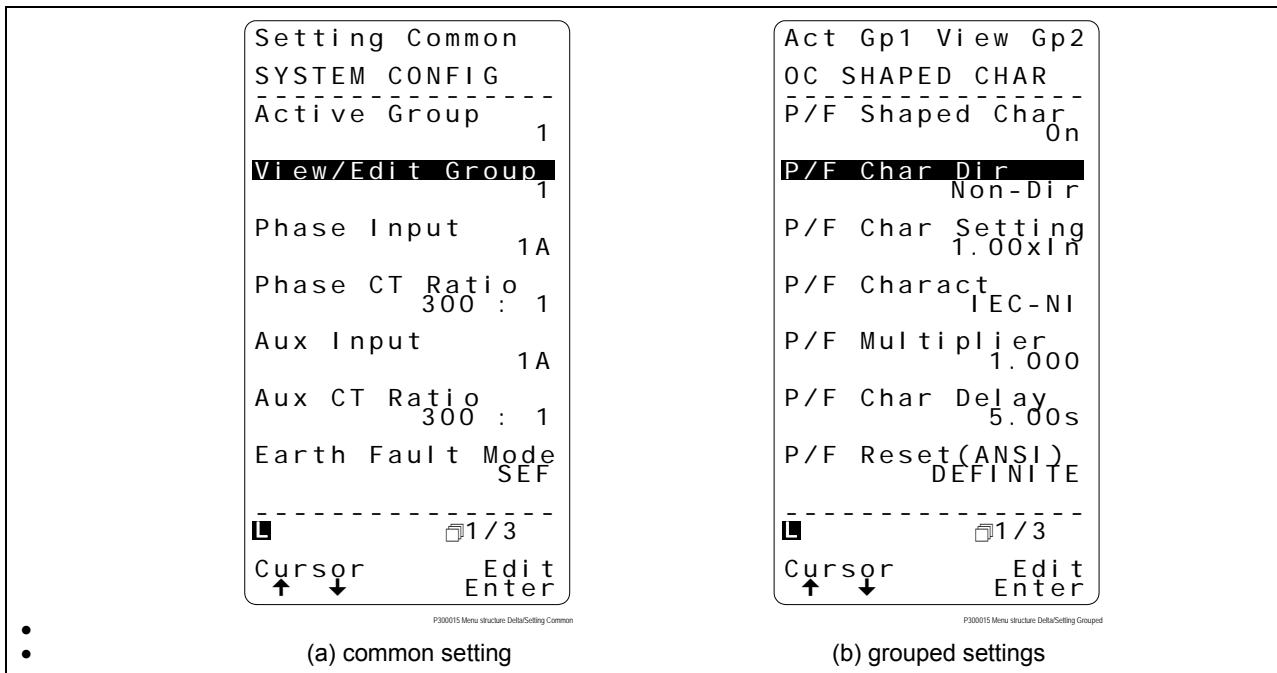 Setting Common
SYSTEM CONFIG
----------------
Active Group
1
View/Edit Group
1
Phase Input
1A
Phase CT Ratio
300 : 1
Aux Input
1A
Aux CT Ratio
300 : 1
Earth Fault Mode
SEF
----------------
L 1/3
Cursor Edit
↑ ↓ Enter
P300015 Menu structure Delta/Setting Common
(a) common setting
Act Gp1 View Gp2
OC SHAPED CHAR
----------------
P/F Shaped Char
On
P/F Char Dir
Non-Dir
P/F Char Setting
1.00xIn
P/F Charact
IEC-NI
P/F Multiplier
1.000
P/F Char Delay
5.00s
P/F Reset(ANSI)
DEFINITE
----------------
L 1/3
Cursor Edit
↑ ↓ Enter
P300015 Menu structure Delta/Setting Grouped
(b) grouped settings